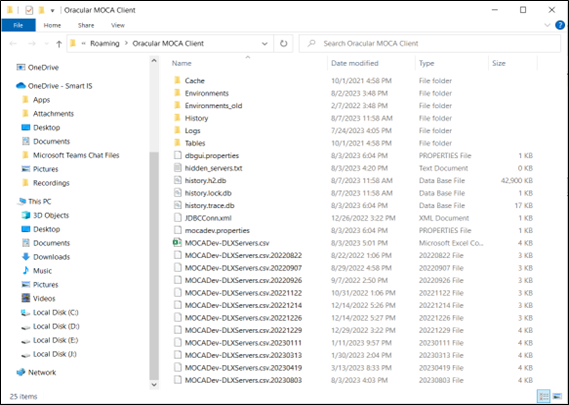 Oracular MOCA Client
File Home Share View
« Roaming > Oracular MOCA Client
Search Oracular MOCA Client
OneDrive
OneDrive - Smart IS
Apps
Attachments
Desktop
Documents
Microsoft Teams Chat Files
Pictures
Recordings
This PC
3D Objects
Desktop
Documents
Downloads
Music
Pictures
Videos
Local Disk (C:)
Local Disk (D:)
Local Disk (E:)
Local Disk (I:)
Network
Name Date modified Type Size
Cache 10/1/2021 4:58 PM File folder
Environments 8/2/2023 3:48 PM File folder
Environments_old 2/7/2022 3:48 PM File folder
History 8/7/2023 11:58 AM File folder
Logs 7/24/2023 4:05 PM File folder
Tables 10/1/2021 4:58 PM File folder
dbgui.properties 8/3/2023 6:04 PM PROPERTIES File 1 KB
hidden_servers.txt 8/3/2023 4:20 PM Text Document 0 KB
history.h2.db 8/7/2023 11:58 AM Data Base File 42,900 KB
history.lock.db 8/7/2023 11:58 AM Data Base File 1 KB
history.trace.db 8/3/2023 6:04 PM Data Base File 17 KB
JDBCConn.xml 12/26/2022 3:22 PM XML Document 1 KB
mocadev.properties 8/3/2023 6:04 PM PROPERTIES File 1 KB
MOCADev-DLXServers.csv 8/3/2023 5:01 PM Microsoft Excel Co... 4 KB
MOCADev-DLXServers.csv.20220822 8/22/2022 1:06 PM 20220822 File 3 KB
MOCADev-DLXServers.csv.20220907 8/29/2022 4:58 PM 20220907 File 3 KB
MOCADev-DLXServers.csv.20220926 9/7/2022 2:50 PM 20220926 File 3 KB
MOCADev-DLXServers.csv.20221122 10/31/2022 1:06 PM 20221122 File 4 KB
MOCADev-DLXServers.csv.20221214 12/14/2022 5:26 PM 20221214 File 4 KB
MOCADev-DLXServers.csv.20221226 12/14/2022 5:27 PM 20221226 File 4 KB
MOCADev-DLXServers.csv.20221229 12/29/2022 3:22 PM 20221229 File 4 KB
MOCADev-DLXServers.csv.20230111 1/11/2023 9:57 PM 20230111 File 4 KB
MOCADev-DLXServers.csv.20230313 1/30/2023 2:04 PM 20230313 File 4 KB
MOCADev-DLXServers.csv.20230419 3/13/2023 8:33 PM 20230419 File 4 KB
MOCADev-DLXServers.csv.20230803 8/3/2023 4:03 PM 20230803 File 4 KB
25 items